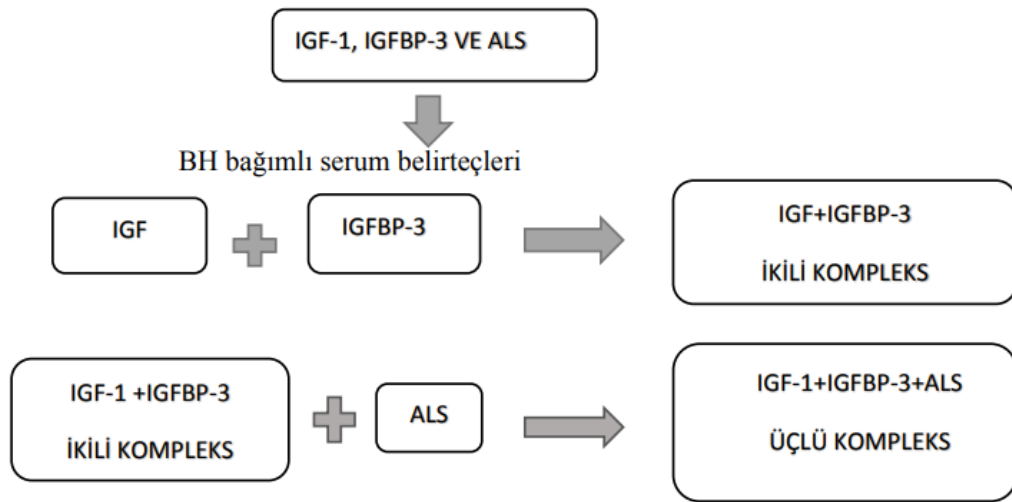 IGF-1, IGFBP-3 VE ALS
BH bağımlı serum belirteçleri
IGF
IGFBP-3
IGF+IGFBP-3
İKİLİ KOMPLEKS
IGF-1 +IGFBP-3
İKİLİ KOMPLEKS
ALS
IGF-1+IGFBP-3+ALS
ÜÇLÜ KOMPLEKS